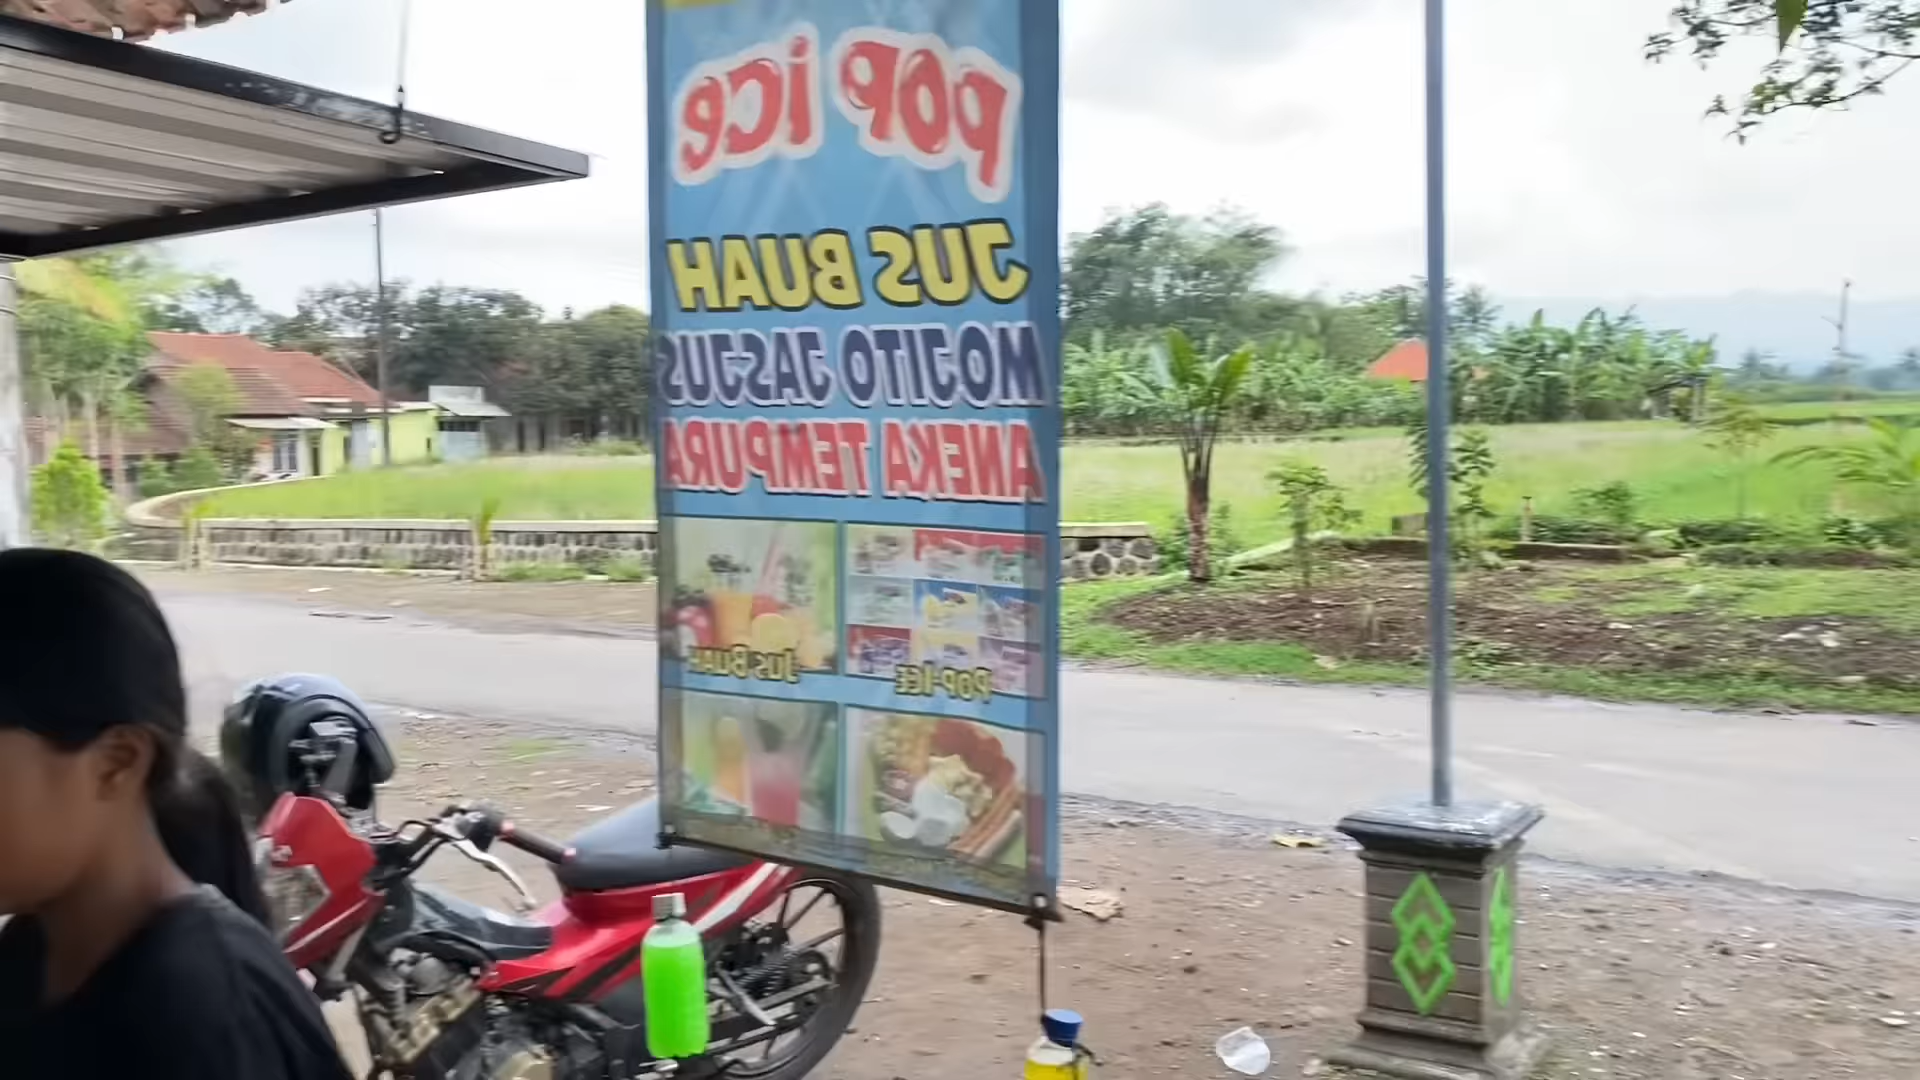 POP ICE
JUS BUAH
MOJITO JASJUS
ANEKA TEMPURA
JUS BUAH
POP ICE